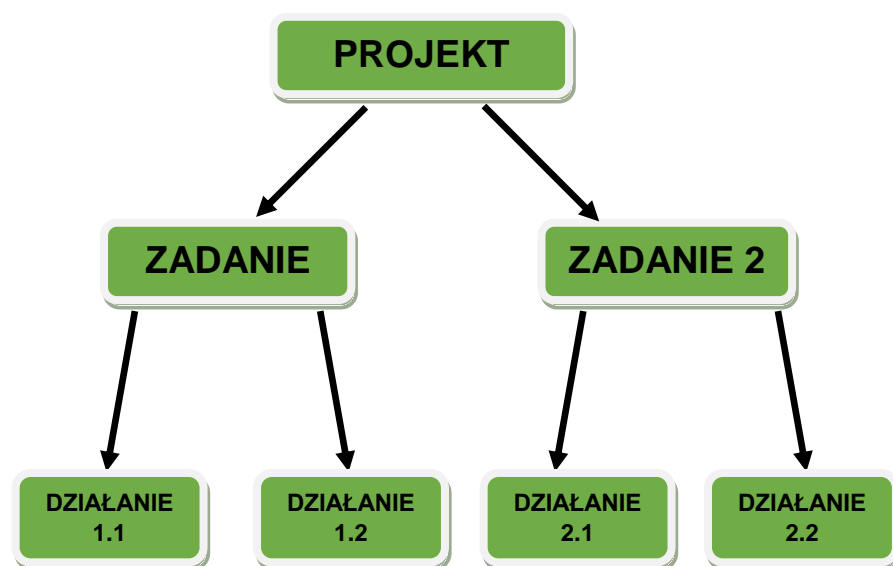 PROJEKT
ZADANIE
ZADANIE 2
DZIAŁANIE
1.1
DZIAŁANIE
1.2
DZIAŁANIE
2.1
DZIAŁANIE
2.2